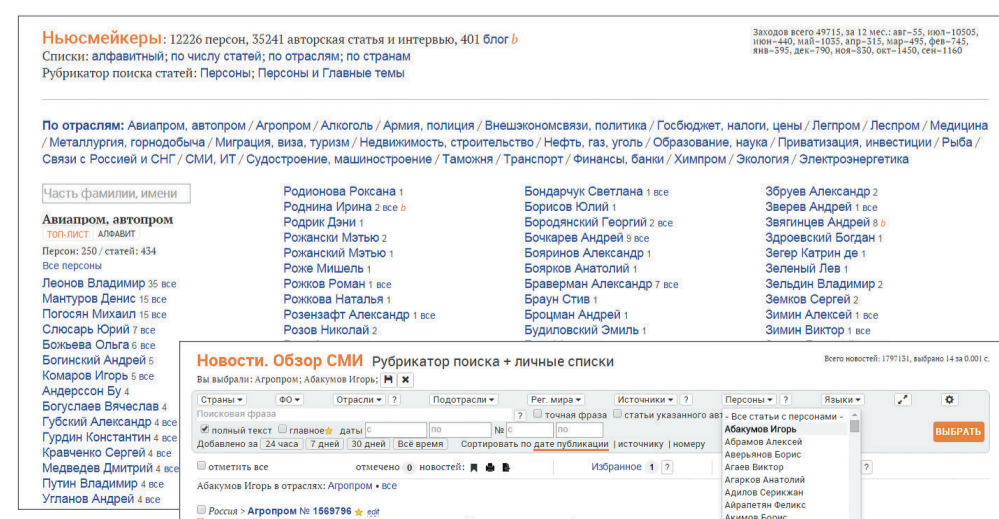 Ньюсмейкеры: 12226 персон, 35241 авторская статья и интервью, 401 блог b
Списки: алфавитный; по числу статей; по отраслям; по странам
Рубрикатор поиска статей: Персоны; Персоны и Главные темы
Заходов всего 49715, за 12 мес.: авг-55, июл-10505,
июн-440, май-1035, апр-315, мар-495, фев-745,
янв-395, дек-790, ноя-830, окт-1450, сен-1160
По отраслям: Авиапром, автопром / Агропром / Алкоголь / Армия, полиция / Внешэкономсвязи, политика / Госбюджет, налоги, цены / Легпром / Леспром / Медицина
/ Металлургия, горнодобыча / Миграция, виза, туризм / Недвижимость, строительство / Нефть, газ, уголь / Образование, наука / Приватизация, инвестиции / Рыба /
Связи с Россией и СНГ / СМИ, ИТ / Судостроение, машиностроение / Таможня / Транспорт / Финансы, банки / Химпром / Экология / Электроэнергетика
Часть фамилии, имени
Авиапром, автопром
ТОП-ЛИСТ АЛФАВИТ
Персон: 250 / статей: 434
Все персоны
Леонов Владимир 35 все
Мантуров Денис 15 все
Погосян Михаил 15 все
Слюсарь Юрий 7 все
Божьева Ольга 6 все
Богинский Андрей 5
Комаров Игорь 5 все
Андерссон Бу 4
Богуслаев Вячеслав 4
Губский Александр 4 все
Гурдин Константин 4 все
Кравченко Сергей 4 все
Медведев Дмитрий 4 все
Путин Владимир 4 все
Угланов Андрей 4 все
Родионова Роксана 1
Роднина Ирина 2 все b
Родрик Дэни 1
Рожански Мэтью 2
Рожанский Мэтью 1
Роже Мишель 1
Рожков Роман 1 все
Рожкова Наталья 1
Розензафт Александр 1 все
Розов Николай 2
Бондарчук Светлана 1 все
Борисов Юлий 1
Бородянский Георгий 2 все
Бочкарев Андрей 9 все
Бояринов Александр 1
Боярков Анатолий 1
Браверман Александр 7 все
Браун Стив 1
Броцман Андрей 1
Будиловский Эмиль 1
Збруев Александр 2
Зверев Андрей 1 все
Звягинцев Андрей 8 b
Здроевский Богдан 1
Зегер Катрин де 1
Зеленый Лев 1
Зельдин Владимир 2
Земков Сергей 2
Зимин Алексей 1 все
Зимин Виктор 1 все
Новости. Обзор СМИ Рубрикатор поиска + личные списки
Всего новостей: 1797131, выбрано 14 за 0.001 с.
Вы выбрали: Агропром; Абакумов Игорь;
Страны ФО Отрасли ? Подотрасли Рег. мира Источники ? Персоны ? Языки
Поисковая фраза ? точная фраза статьи указанного авт
полный текст главное даты с по № с по
Добавлено за 24 часа 7 дней 30 дней Всё время Сортировать по дате публикации | источнику | номеру
ВЫБРАТЬ
отметить все отмечено 0 новостей: Избранное 1 ? ?
Абакумов Игорь в отраслях: Агропром • все
Россия > Агропром № 1569796 edit
- Все статьи с персонами -
Абакумов Игорь
Абрамов Алексей
Аверьянов Борис
Агаев Виктор
Агарков Анатолий
Адилов Серикжан
Айрапетян Феликс
Акимов Борис